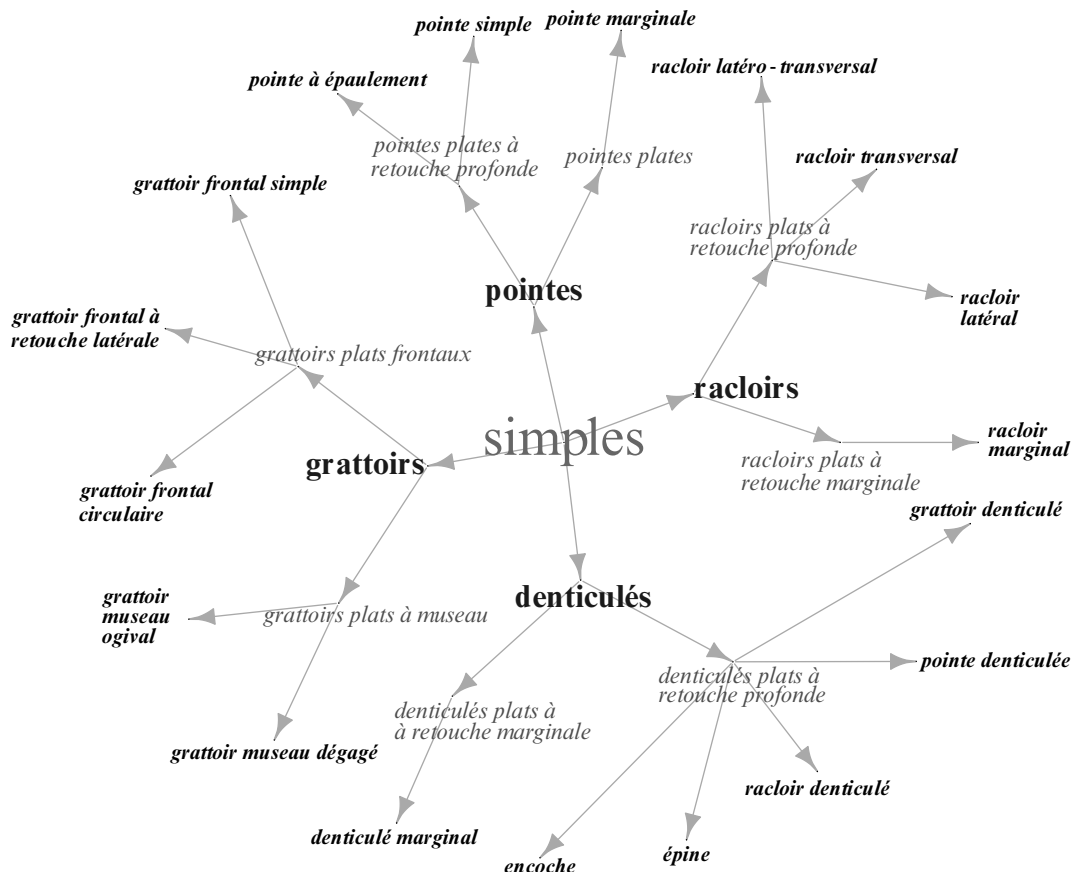 pointe simple
pointe marginale
racloir latéro - transversal
pointe à épaulement
pointes plates à
retouche profonde
pointes plates
racloir transversal
grattoir frontal simple
racloirs plats à
retouche profonde
pointes
racloir
latéral
grattoir frontal à
retouche latérale
grattoirs plats frontaux
racloirs
simples
racloir
marginal
grattoirs
racloirs plats à
retouche marginale
grattoir frontal
circulaire
grattoir denticulé
grattoir
museau
ogival
denticulés
grattoirs plats à museau
pointe denticulée
denticulés plats à
retouche profonde
denticulés plats à
à retouche marginale
grattoir museau dégagé
racloir denticulé
denticulé marginal
épine
encoche